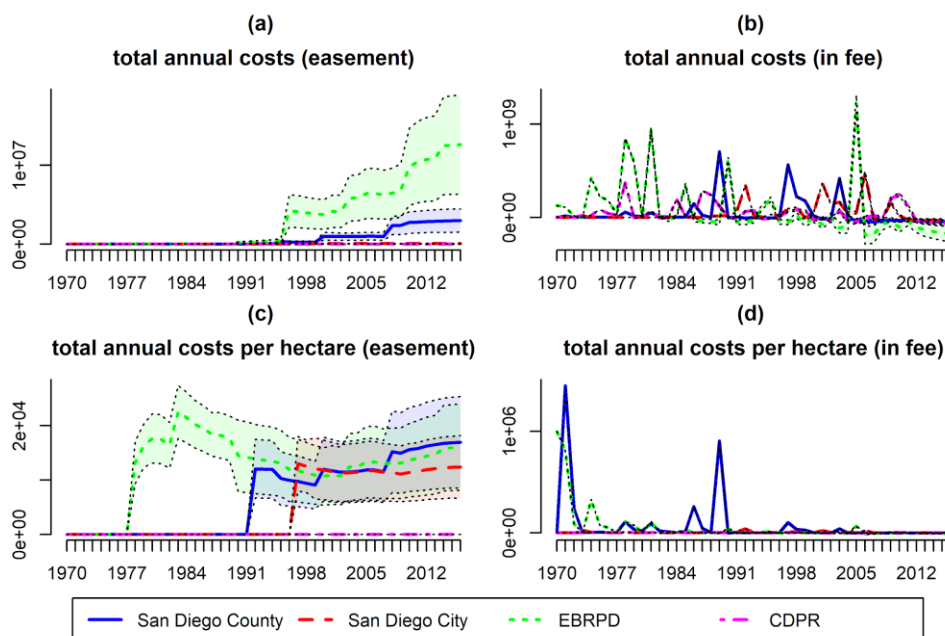 (a)
total annual costs (easement)
1e+07
0e+00
1970 1977 1984 1991 1998 2005 2012
(b)
total annual costs (in fee)
1e+09
0e+00
1970 1977 1984 1991 1998 2005 2012
(c)
total annual costs per hectare (easement)
2e+04
0e+00
1970 1977 1984 1991 1998 2005 2012
(d)
total annual costs per hectare (in fee)
1e+06
0e+00
1970 1977 1984 1991 1998 2005 2012
San Diego County San Diego City EBRPD CDPR